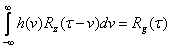 ∫_{-∞}^{∞} h(v)R_z(τ−v)dv = R_g(τ)